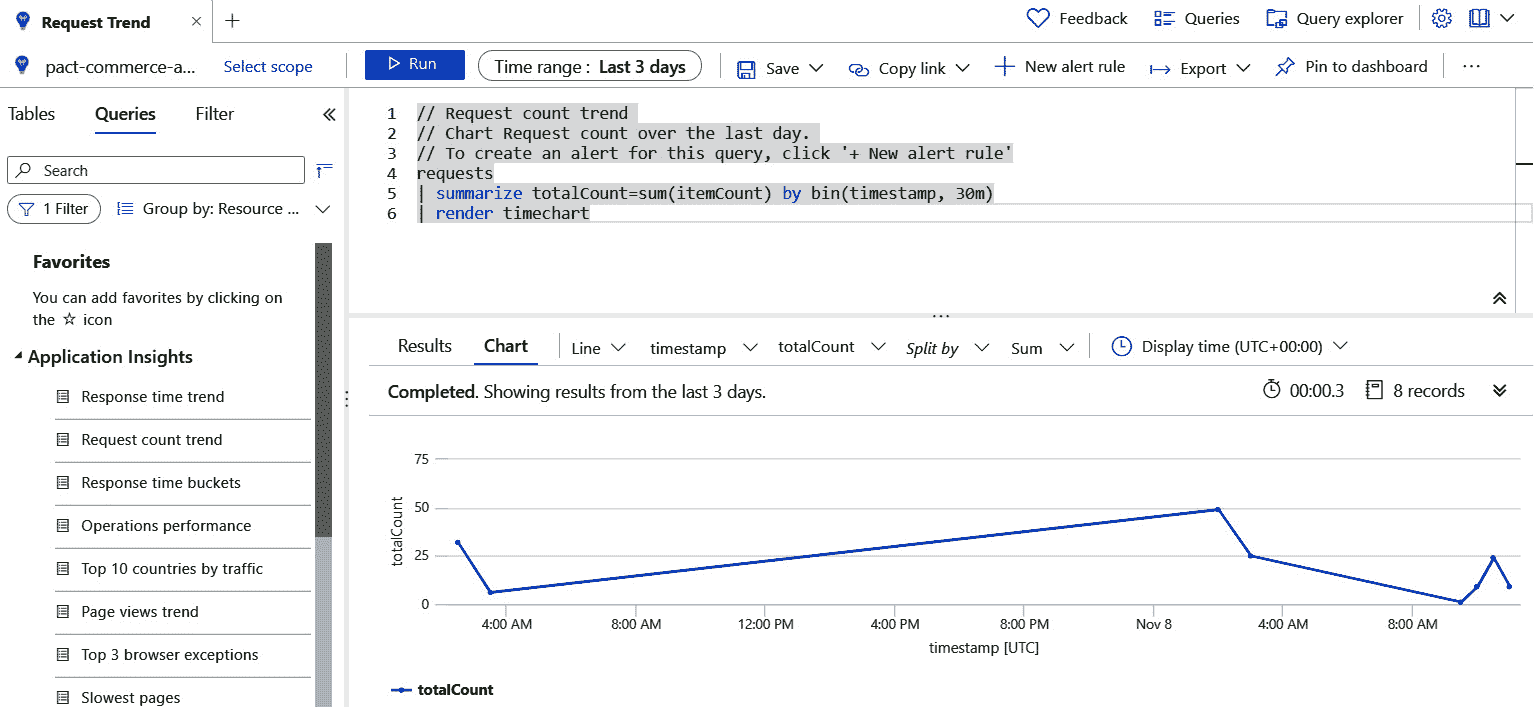 Request Trend
Feedback
Queries
Query explorer
pact-commerce-a...
Select scope
Run
Time range : Last 3 days
Save
Copy link
New alert rule
Export
Pin to dashboard
...
Tables
Queries
Filter
Search
1 Filter
Group by: Resource ...
Favorites
You can add favorites by clicking on
the ☆ icon
Application Insights
Response time trend
Request count trend
Response time buckets
Operations performance
Top 10 countries by traffic
Page views trend
Top 3 browser exceptions
Slowest pages
1 // Request count trend
2 // Chart Request count over the last day.
3 // To create an alert for this query, click '+ New alert rule'
4 requests
5 | summarize totalCount=sum(itemCount) by bin(timestamp, 30m)
6 | render timechart
Results
Chart
Line
timestamp
totalCount
Split by
Sum
Display time (UTC+00:00)
Completed. Showing results from the last 3 days.
00:00.3
8 records
75
50
25
0
totalCount
4:00 AM
8:00 AM
12:00 PM
4:00 PM
8:00 PM
Nov 8
4:00 AM
8:00 AM
timestamp [UTC]
totalCount